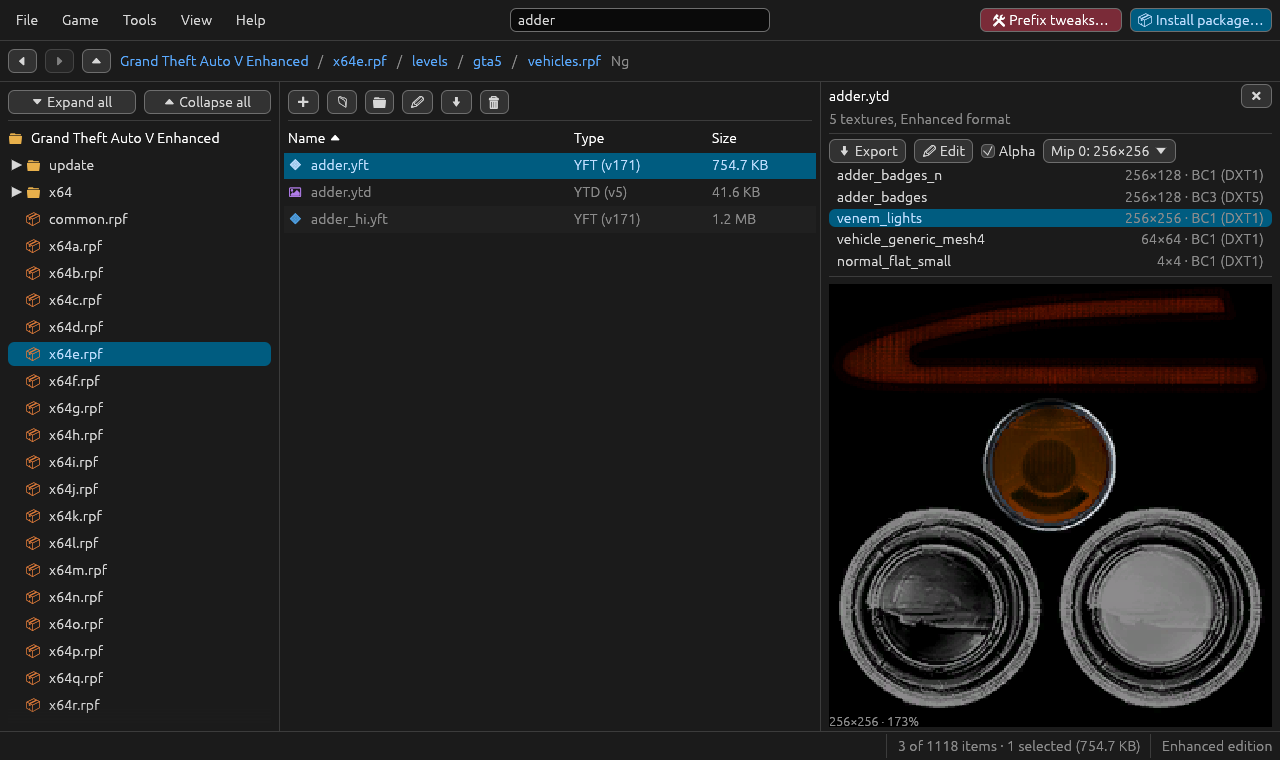 File Game Tools View Help adder Prefix tweaks... Install package...
Grand Theft Auto V Enhanced / x64e.rpf / levels / gta5 / vehicles.rpf Ng
Expand all Collapse all
Grand Theft Auto V Enhanced
update
x64
common.rpf
x64a.rpf
x64b.rpf
x64c.rpf
x64d.rpf
x64e.rpf
x64f.rpf
x64g.rpf
x64h.rpf
x64i.rpf
x64j.rpf
x64k.rpf
x64l.rpf
x64m.rpf
x64n.rpf
x64o.rpf
x64p.rpf
x64q.rpf
x64r.rpf
Name Type Size
adder.yft YFT (v171) 754.7 KB
adder.ytd YTD (v5) 41.6 KB
adder_hi.yft YFT (v171) 1.2 MB
adder.ytd
5 textures, Enhanced format
Export Edit Alpha Mip 0: 256×256
adder_badges_n 256×128 · BC1 (DXT1)
adder_badges 256×128 · BC3 (DXT5)
venem_lights 256×256 · BC1 (DXT1)
vehicle_generic_mesh4 64×64 · BC1 (DXT1)
normal_flat_small 4×4 · BC1 (DXT1)
256×256 · 173%
3 of 1118 items · 1 selected (754.7 KB) Enhanced edition